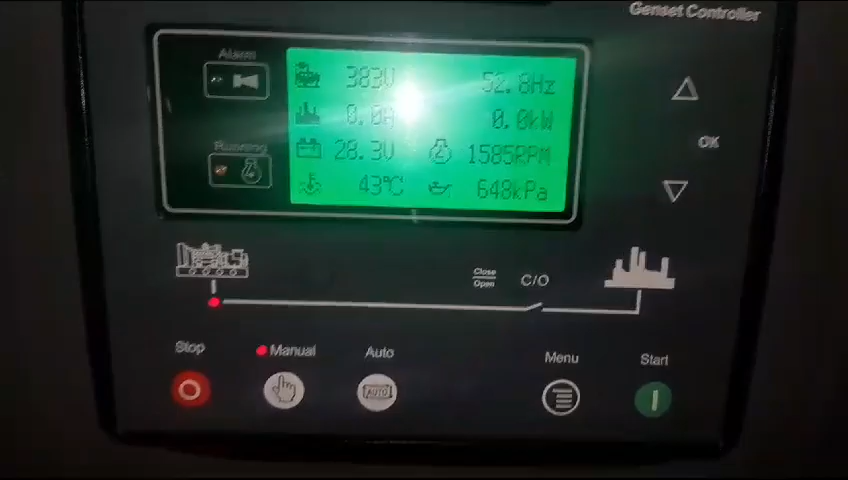 Genset Controller
Alarm
383V 52.8Hz
0.0A 0.0kW
Running
28.3V 1585RPM
43°C 648kPa
OK
Close
Open
C/O
Stop
Manual
Auto
Menu
Start
AUTO